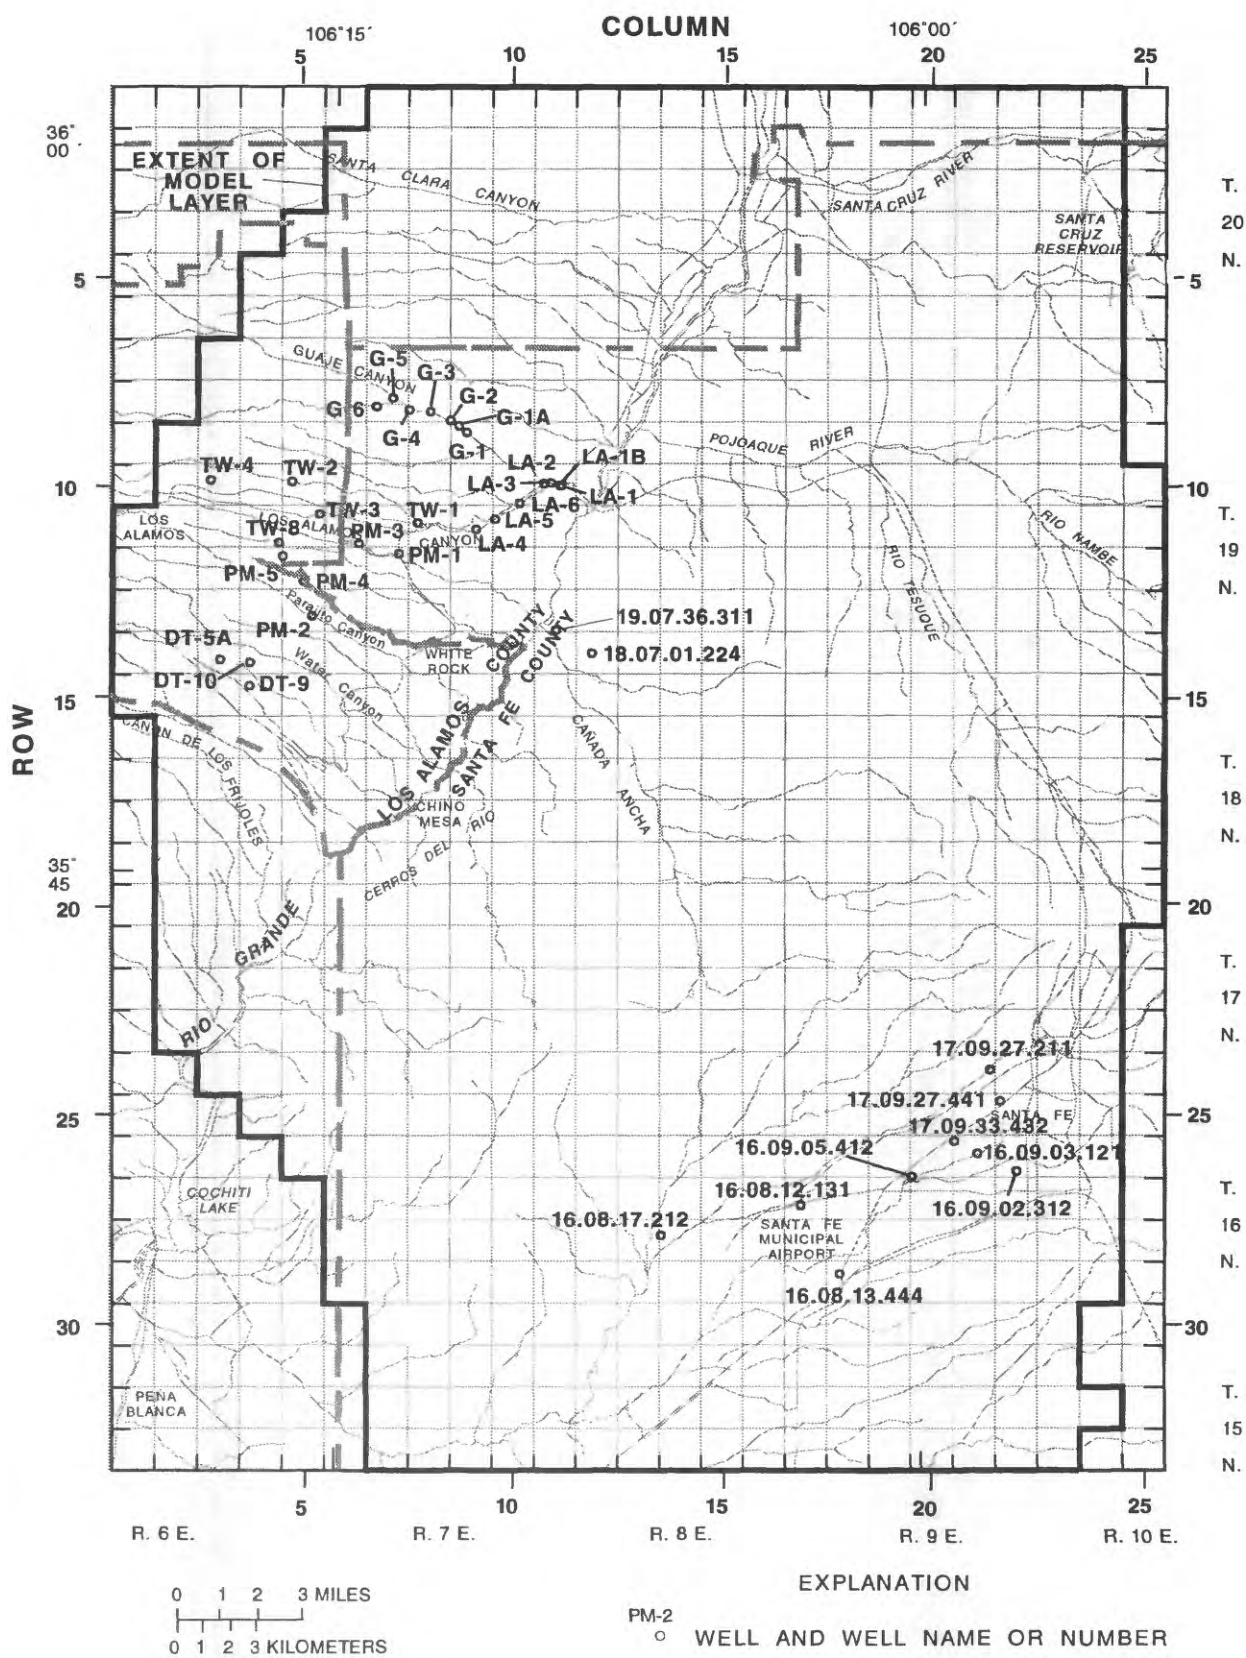 COLUMN
106°15´
106°00´
5
10
15
20
25
36°
00´
EXTENT OF
MODEL
LAYER
SANTA CLARA CANYON
SANTA CRUZ RIVER
SANTA
CRUZ
RESERVOIR
T.
20
N.
5
5
GUAJE CANYON
G-5
G-3
G-2
G-6
G-1A
G-4
G-1
POJOAQUE RIVER
LA-1B
LA-2
TW-4
TW-2
LA-3
LA-1
10
10
LA-6
TW-3
TW-1
LA-5
LOS
ALAMOS
LOS ALAMOS CANYON
TW-8
PM-3
LA-4
PM-1
RIO NAMBE
RIO TESUQUE
T.
19
N.
PM-5
PM-4
Parajito Canyon
PM-2
19.07.36.311
18.07.01.224
DT-5A
DT-10
DT-9
Water Canyon
WHITE
ROCK
LOS ALAMOS COUNTY
SANTA FE COUNTY
15
15
ROW
CANON DE LOS FRIJOLES
CAÑADA ANCHA
T.
18
N.
CHINO
MESA
CERROS DEL RIO
35°
45
20
20
RIO GRANDE
T.
17
N.
17.09.27.211
17.09.27.441
SANTA FE
25
25
17.09.33.432
16.09.05.412
16.09.03.121
16.08.12.131
16.09.02.312
16.08.17.212
COCHITI
LAKE
SANTA FE
MUNICIPAL
AIRPORT
T.
16
N.
16.08.13.444
30
30
PENA
BLANCA
T.
15
N.
5
10
15
20
25
R. 6 E.
R. 7 E.
R. 8 E.
R. 9 E.
R. 10 E.
0 1 2 3 MILES
0 1 2 3 KILOMETERS
EXPLANATION
PM-2
WELL AND WELL NAME OR NUMBER